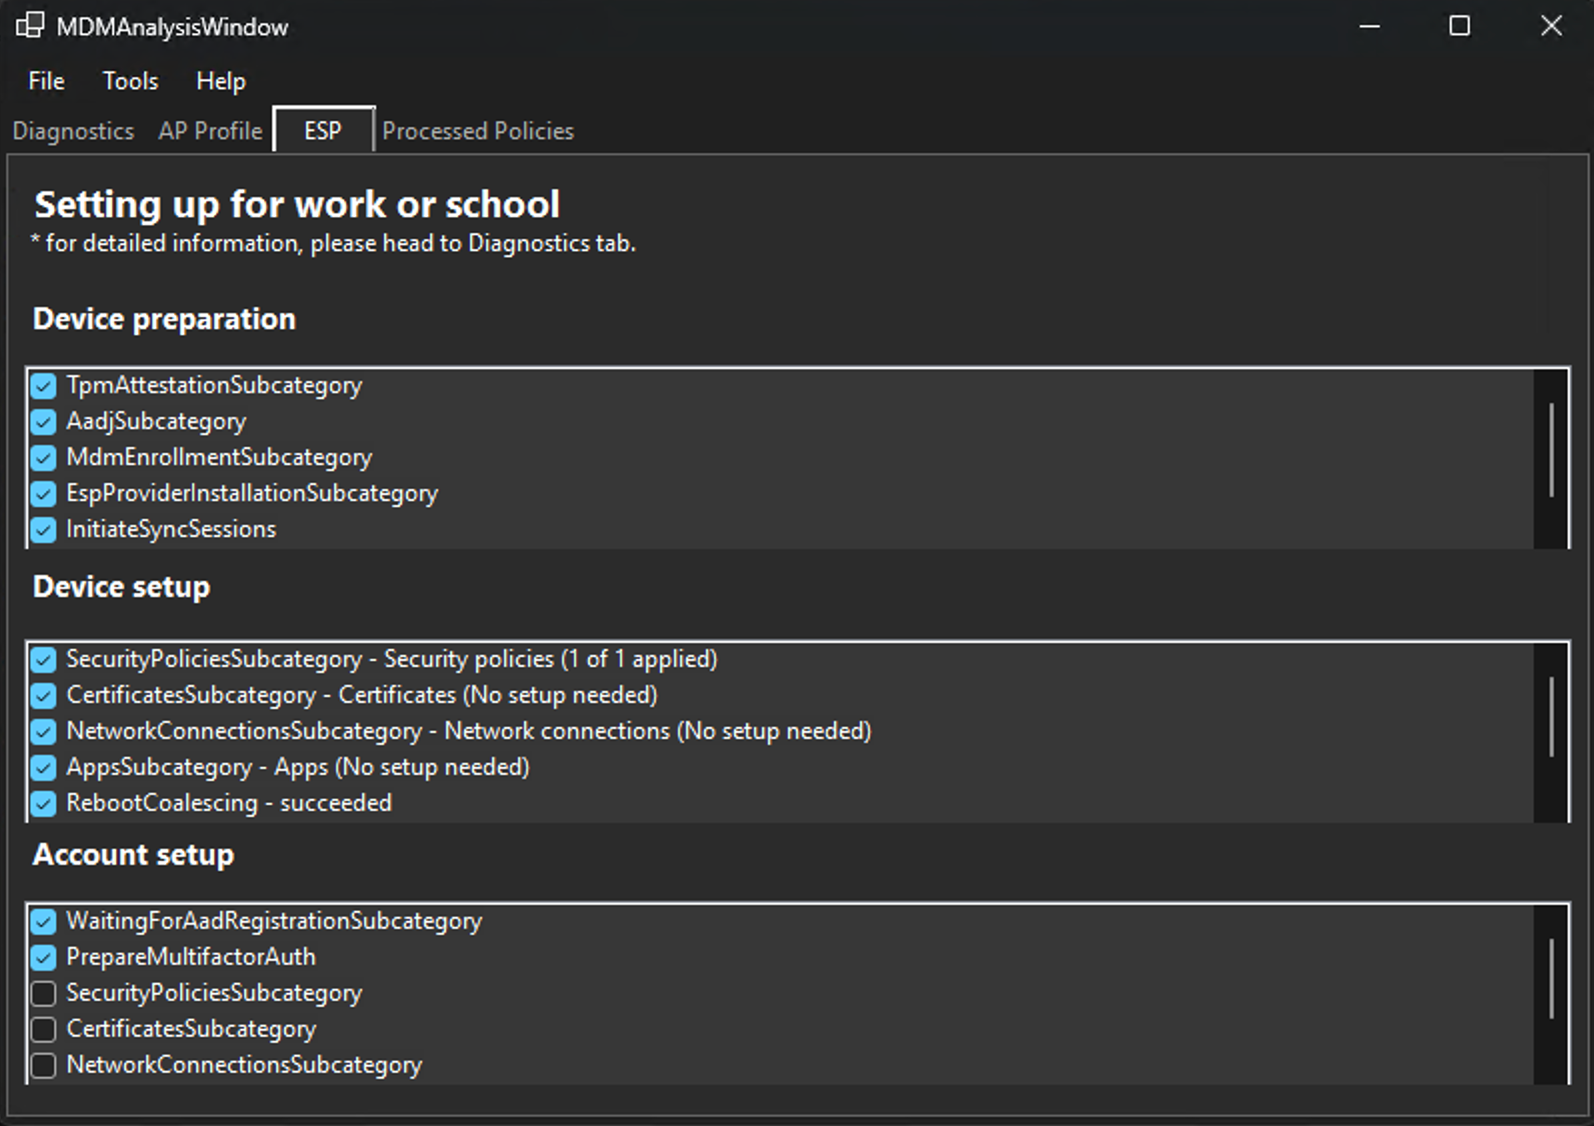 MDMAnalysisWindow
File Tools Help
Diagnostics AP Profile ESP Processed Policies
Setting up for work or school
* for detailed information, please head to Diagnostics tab.
Device preparation
TpmAttestationSubcategory
AadjSubcategory
MdmEnrollmentSubcategory
EspProviderInstallationSubcategory
InitiateSyncSessions
Device setup
SecurityPoliciesSubcategory - Security policies (1 of 1 applied)
CertificatesSubcategory - Certificates (No setup needed)
NetworkConnectionsSubcategory - Network connections (No setup needed)
AppsSubcategory - Apps (No setup needed)
RebootCoalescing - succeeded
Account setup
WaitingForAadRegistrationSubcategory
PrepareMultifactorAuth
SecurityPoliciesSubcategory
CertificatesSubcategory
NetworkConnectionsSubcategory